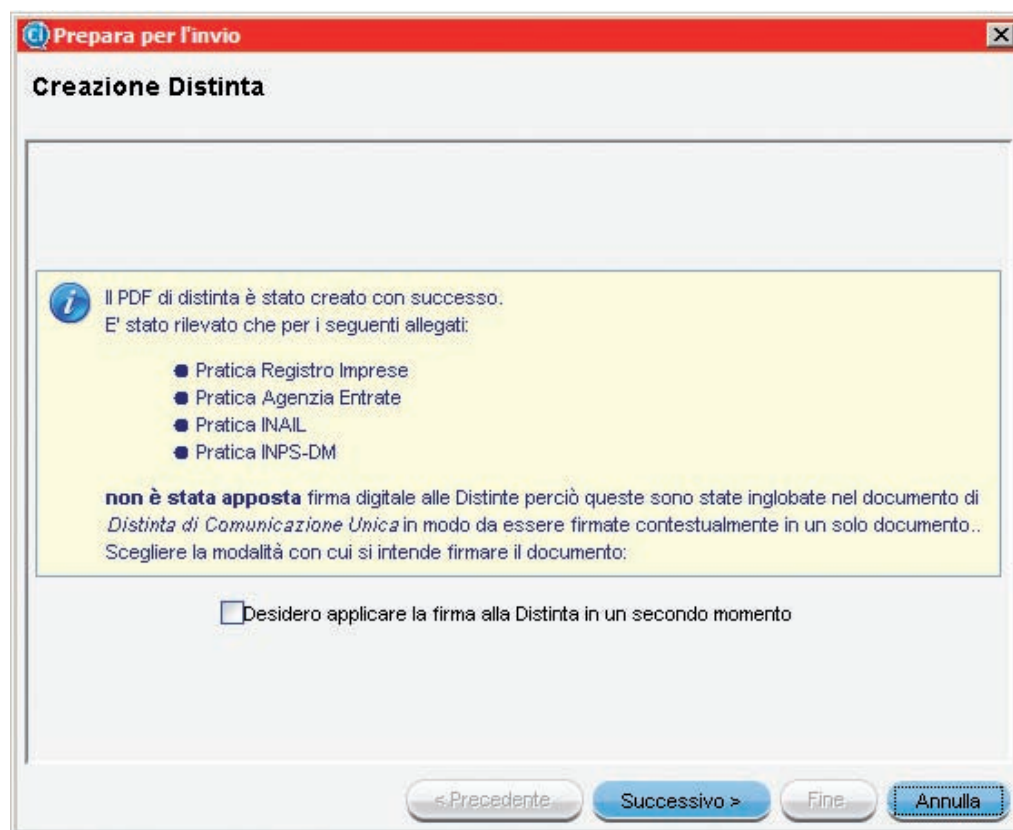 Prepara per l'invio
Creazione Distinta
Il PDF di distinta è stato creato con successo.
E' stato rilevato che per i seguenti allegati:
Pratica Registro Imprese
Pratica Agenzia Entrate
Pratica INAIL
Pratica INPS-DM
non è stata apposta firma digitale alle Distinte perciò queste sono state inglobate nel documento di
Distinta di Comunicazione Unica in modo da essere firmate contestualmente in un solo documento..
Scegliere la modalità con cui si intende firmare il documento:
Desidero applicare la firma alla Distinta in un secondo momento
< Precedente Successivo > Fine Annulla